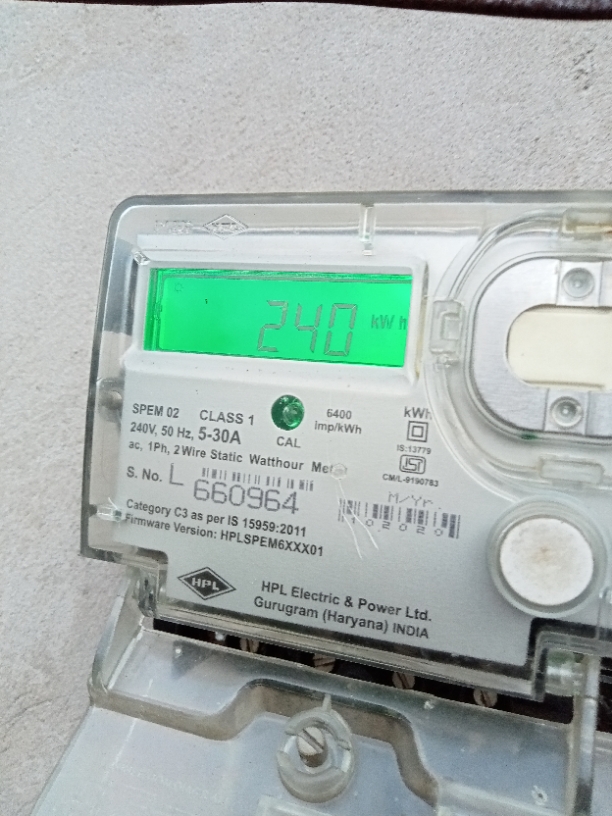 240 kWh
SPEM 02 CLASS 1
6400 imp/kWh
kWh
240V, 50 Hz, 5-30A
CAL
IS:13779
ac, 1Ph, 2Wire Static Watthour Meter
CM/L-9190783
S. No. L 660964
M/Yr.
Category C3 as per IS 15959:2011
Firmware Version: HPLSPEM6XXX01
HPL
HPL Electric & Power Ltd.
Gurugram (Haryana) INDIA